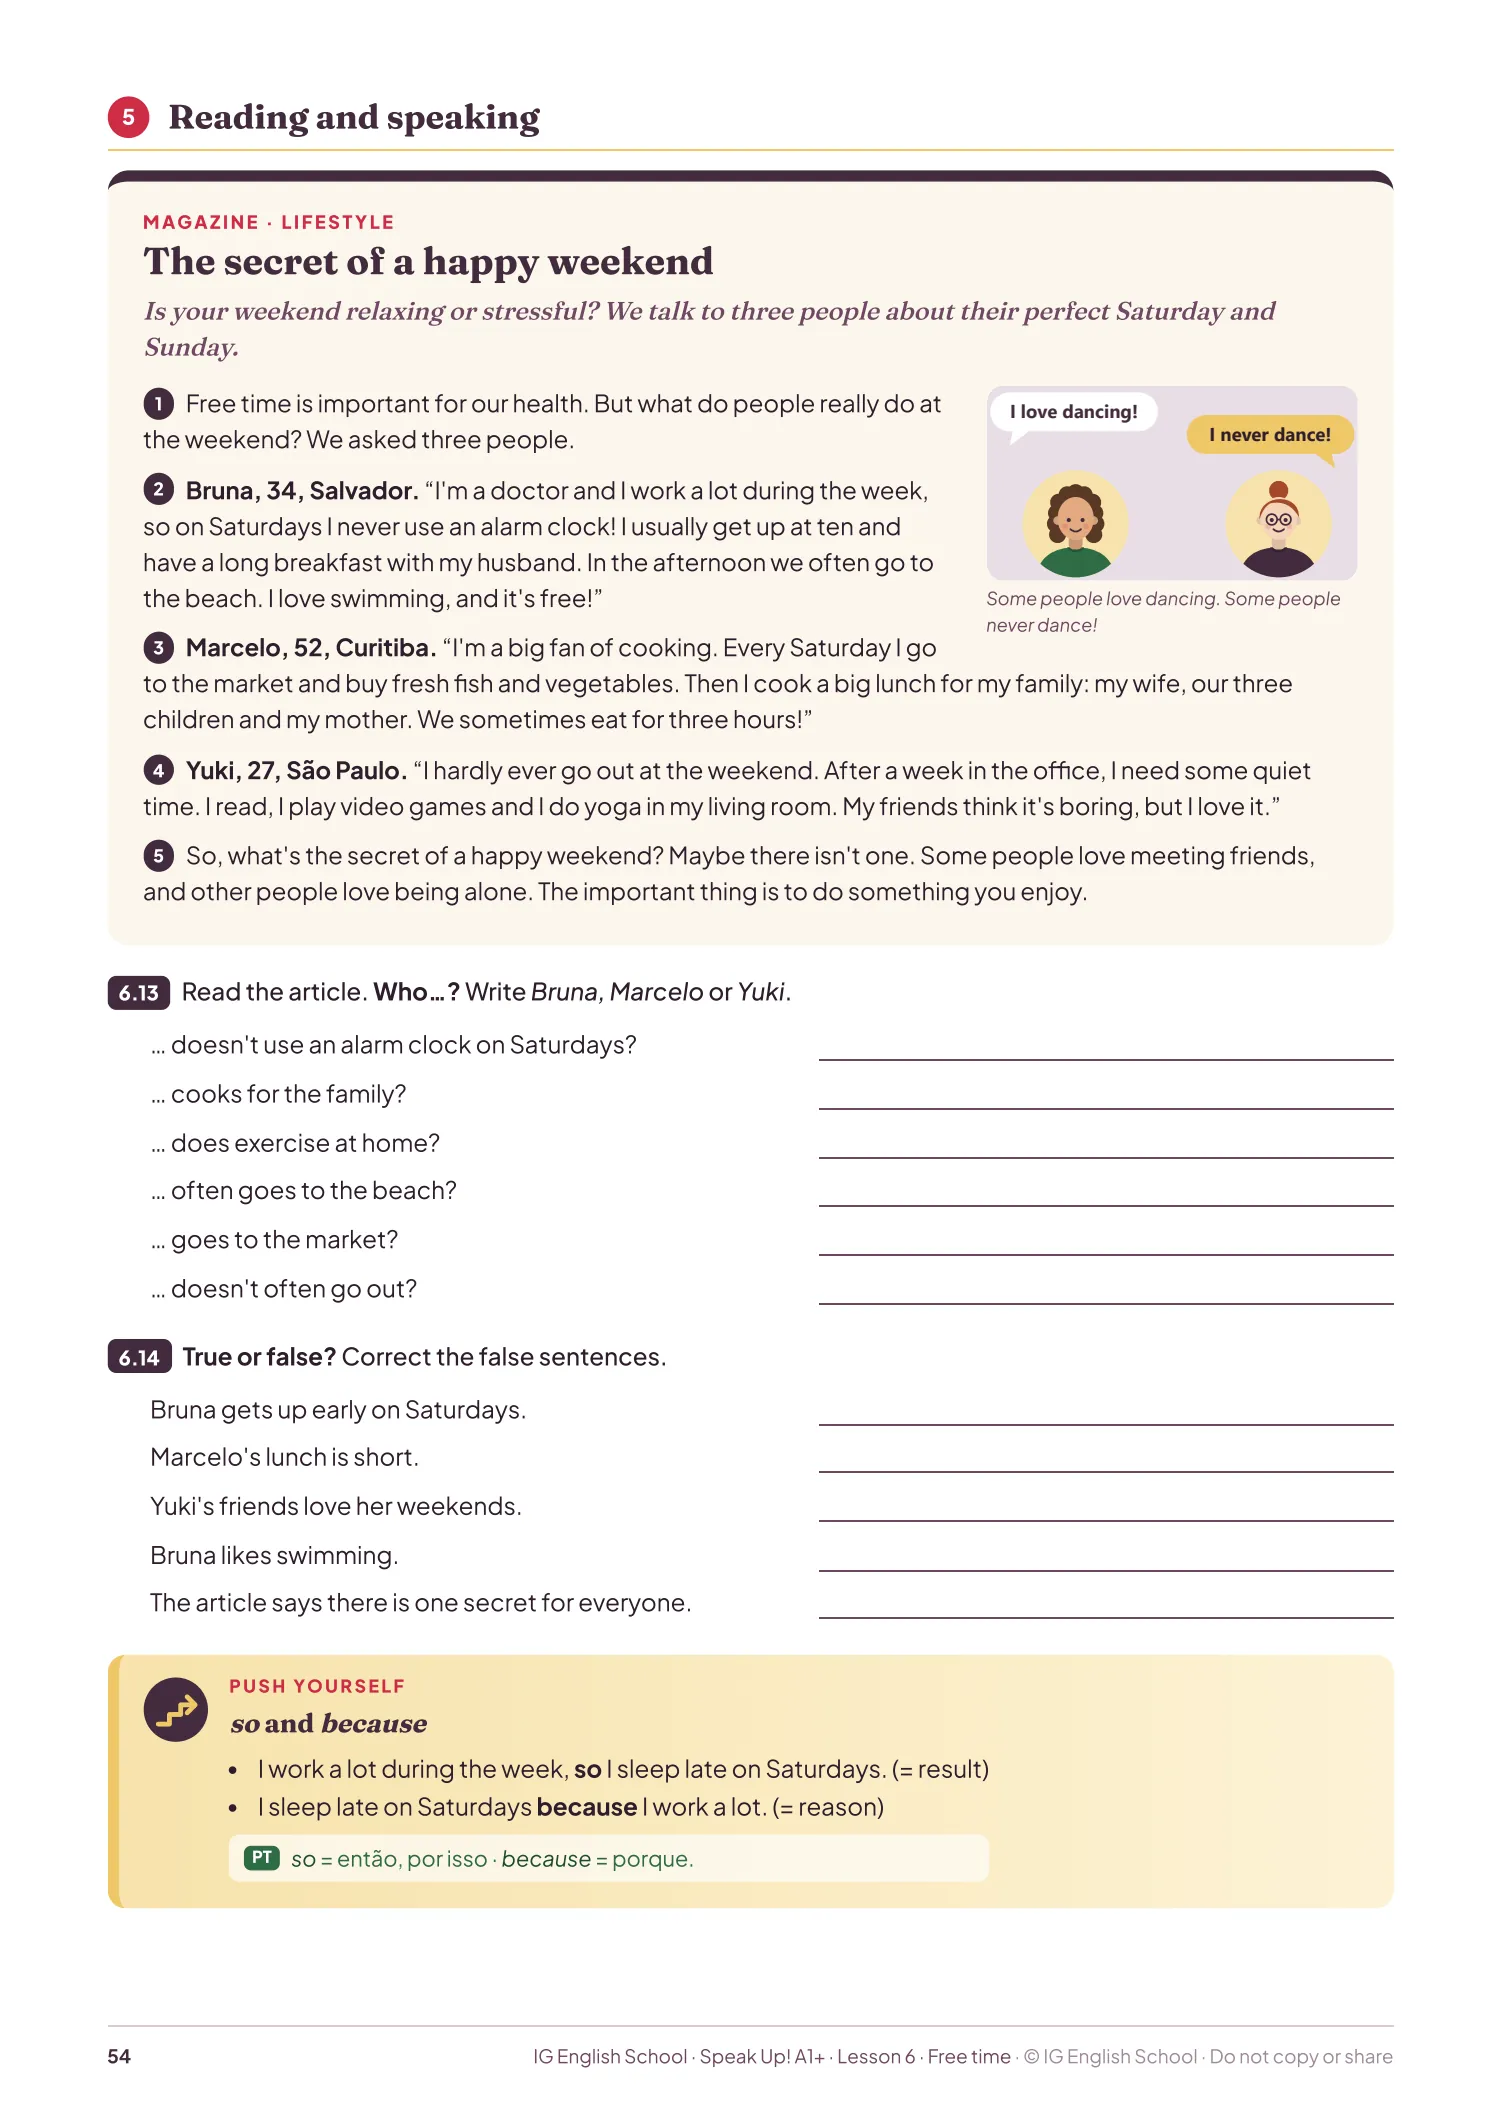 5 Reading and speaking
MAGAZINE · LIFESTYLE
The secret of a happy weekend
Is your weekend relaxing or stressful? We talk to three people about their perfect Saturday and
Sunday.
1 Free time is important for our health. But what do people really do at
the weekend? We asked three people.
I love dancing!
I never dance!
Some people love dancing. Some people
never dance!
2 Bruna, 34, Salvador. “I'm a doctor and I work a lot during the week,
so on Saturdays I never use an alarm clock! I usually get up at ten and
have a long breakfast with my husband. In the afternoon we often go to
the beach. I love swimming, and it's free!”
3 Marcelo, 52, Curitiba. “I'm a big fan of cooking. Every Saturday I go
to the market and buy fresh fish and vegetables. Then I cook a big lunch for my family: my wife, our three
children and my mother. We sometimes eat for three hours!”
4 Yuki, 27, São Paulo. “I hardly ever go out at the weekend. After a week in the office, I need some quiet
time. I read, I play video games and I do yoga in my living room. My friends think it's boring, but I love it.”
5 So, what's the secret of a happy weekend? Maybe there isn't one. Some people love meeting friends,
and other people love being alone. The important thing is to do something you enjoy.
6.13 Read the article. Who…? Write Bruna, Marcelo or Yuki.
… doesn't use an alarm clock on Saturdays?
… cooks for the family?
… does exercise at home?
… often goes to the beach?
… goes to the market?
… doesn't often go out?
6.14 True or false? Correct the false sentences.
Bruna gets up early on Saturdays.
Marcelo's lunch is short.
Yuki's friends love her weekends.
Bruna likes swimming.
The article says there is one secret for everyone.
PUSH YOURSELF
so and because
• I work a lot during the week, so I sleep late on Saturdays. (= result)
• I sleep late on Saturdays because I work a lot. (= reason)
PT so = então, por isso · because = porque.
54 IG English School · Speak Up! A1+ · Lesson 6 · Free time · © IG English School · Do not copy or share